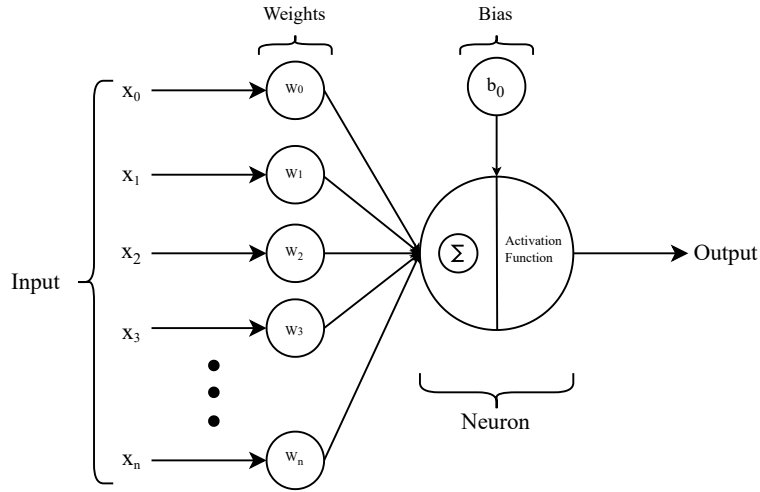 Weights
Bias
x₀
W₀
b₀
x₁
W₁
x₂
W₂
Σ
Activation
Function
Output
Input
x₃
W₃
Neuron
xₙ
Wₙ